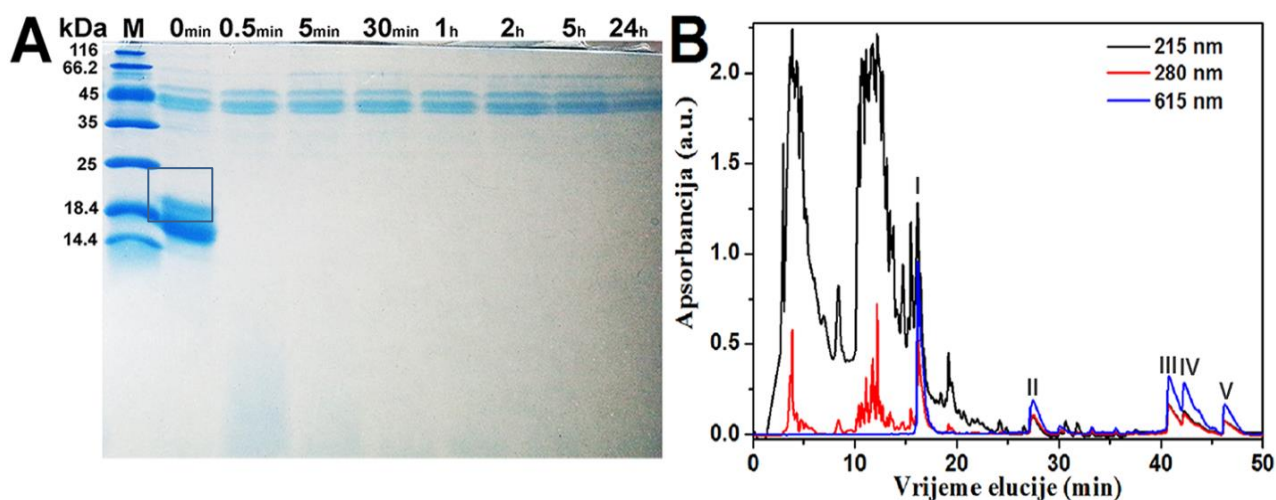 A kDa M 0min 0.5min 5min 30min 1h 2h 5h 24h
116
66.2
45
35
25
18.4
14.4
B
215 nm
280 nm
615 nm
2.0
1.5
1.0
0.5
0.0
I
II
III IV
V
Apsorbancija (a.u.)
0 10 20 30 40 50
Vrijeme elucije (min)